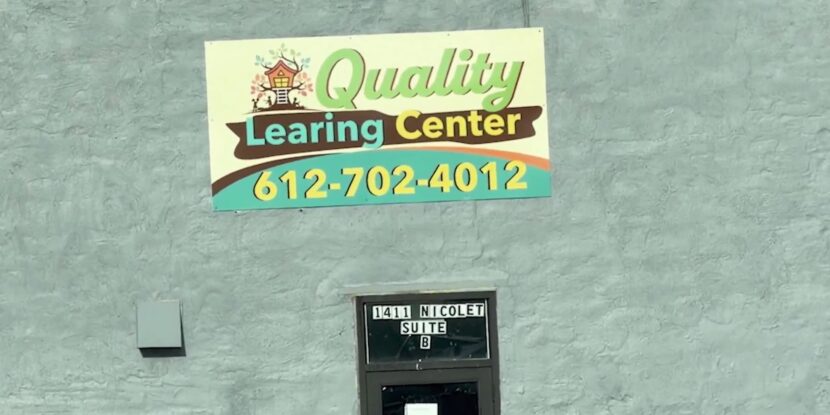 Quality
Learing Center
612-702-4012
1411 NICOLET
SUITE
B